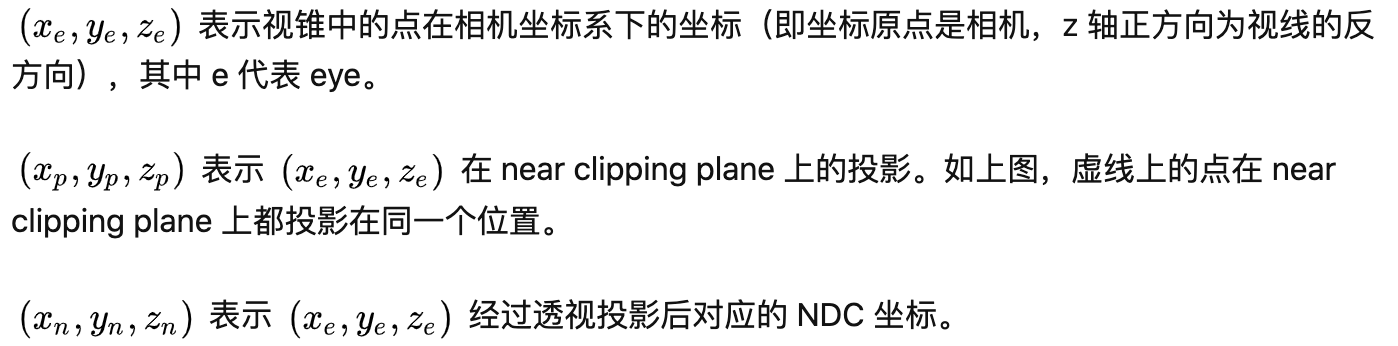 $(x_e, y_e, z_e)$ 表示视锥中的点在相机坐标系下的坐标（即坐标原点是相机，z 轴正方向为视线的反
方向），其中 e 代表 eye。
$(x_p, y_p, z_p)$ 表示 $(x_e, y_e, z_e)$ 在 near clipping plane 上的投影。如上图，虚线上的点在 near
clipping plane 上都投影在同一个位置。
$(x_n, y_n, z_n)$ 表示 $(x_e, y_e, z_e)$ 经过透视投影后对应的 NDC 坐标。